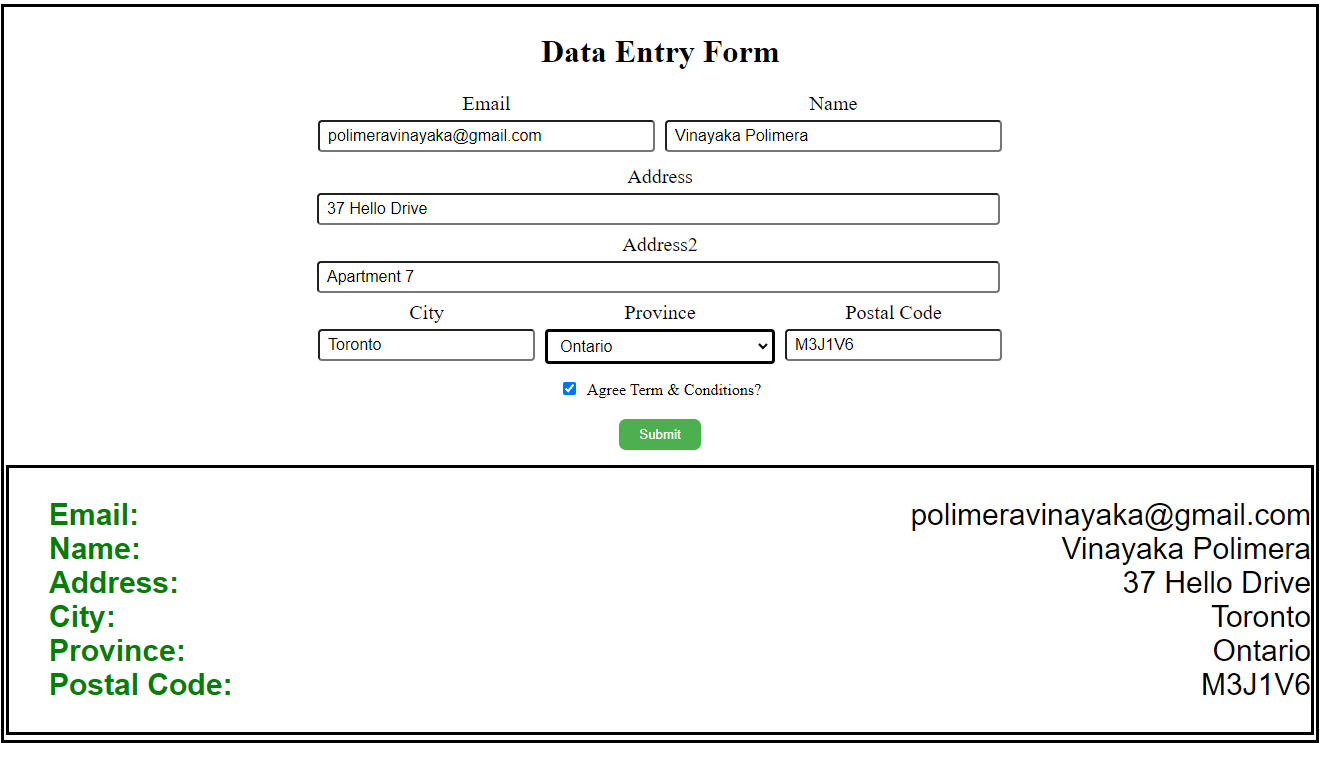 Data Entry Form
Email Name
polimeravinayaka@gmail.com Vinayaka Polimera
Address
37 Hello Drive
Address2
Apartment 7
City Province Postal Code
Toronto Ontario M3J1V6
Agree Term & Conditions?
Submit
Email: polimeravinayaka@gmail.com
Name: Vinayaka Polimera
Address: 37 Hello Drive
City: Toronto
Province: Ontario
Postal Code: M3J1V6